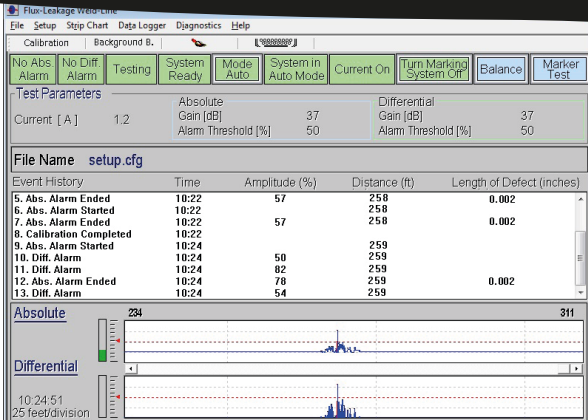 Flux-Leakage Weld-Line
File Setup Strip Chart Data Logger Diagnostics Help
Calibration Background B.
No Abs. Alarm No Diff. Alarm Testing System Ready Mode Auto System in Auto Mode Current On Turn Marking System Off Balance Marker Test
Test Parameters
Absolute Differential
Current [ A ] 1.2 Gain [dB] 37 Gain [dB] 37
Alarm Threshold [%] 50 Alarm Threshold [%] 50
File Name setup.cfg
Event History Time Amplitude (%) Distance (ft) Length of Defect (inches)
5. Abs. Alarm Ended 10:22 57 258 0.002
6. Abs. Alarm Started 258
7. Abs. Alarm Ended 10:22 57 258 0.002
8. Calibration Completed 10:22
9. Abs. Alarm Started 10:24 259
10. Diff. Alarm 10:24 50 259
11. Diff. Alarm 10:24 82 259
12. Abs. Alarm Ended 10:24 78 259 0.002
13. Diff. Alarm 10:24 54 259
Absolute 234 311
Differential
10:24:51
25 feet/division